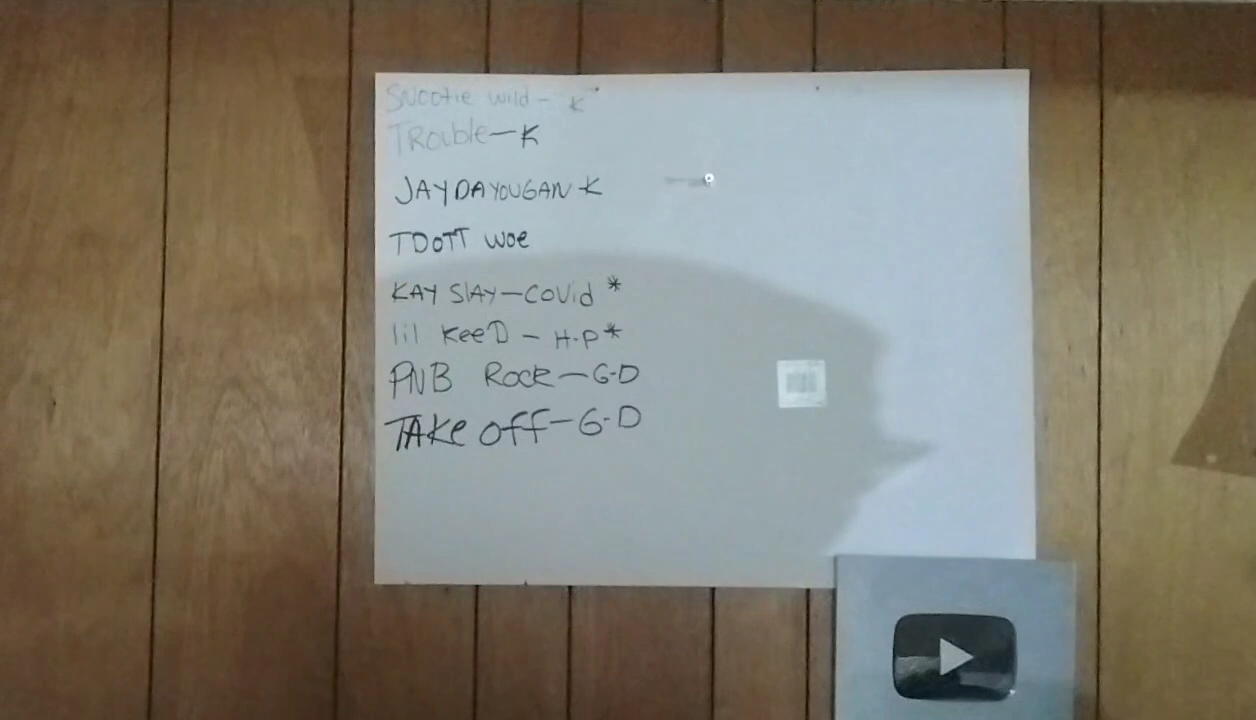 SNOOtie wild - K
TROUBle - K
JAYDAYOUGAN - K
TDOTT WOE
KAY SlAY - COVid *
lil KeeD - H.P *
PNB ROCK - G.D
TAKe OFF - G.D